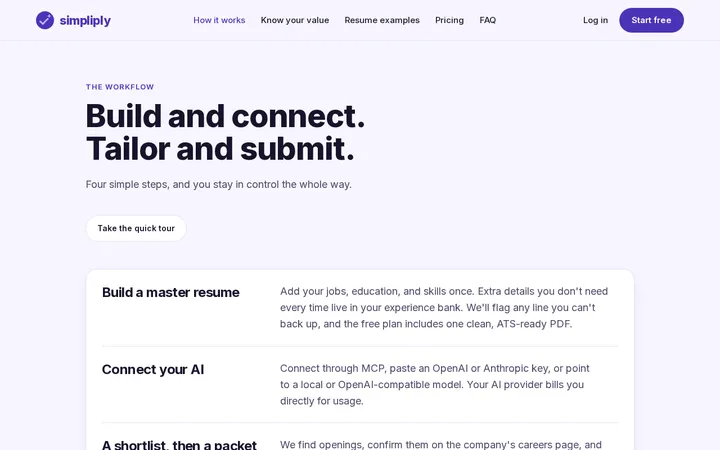 simpliply
How it works
Know your value
Resume examples
Pricing
FAQ
Log in
Start free
THE WORKFLOW
Build and connect.
Tailor and submit.
Four simple steps, and you stay in control the whole way.
Take the quick tour
Build a master resume
Add your jobs, education, and skills once. Extra details you don't need
every time live in your experience bank. We'll flag any line you can't
back up, and the free plan includes one clean, ATS-ready PDF.
Connect your AI
Connect through MCP, paste an OpenAI or Anthropic key, or point
to a local or OpenAI-compatible model. Your AI provider bills you
directly for usage.
A shortlist, then a packet
We find openings, confirm them on the company's careers page, and